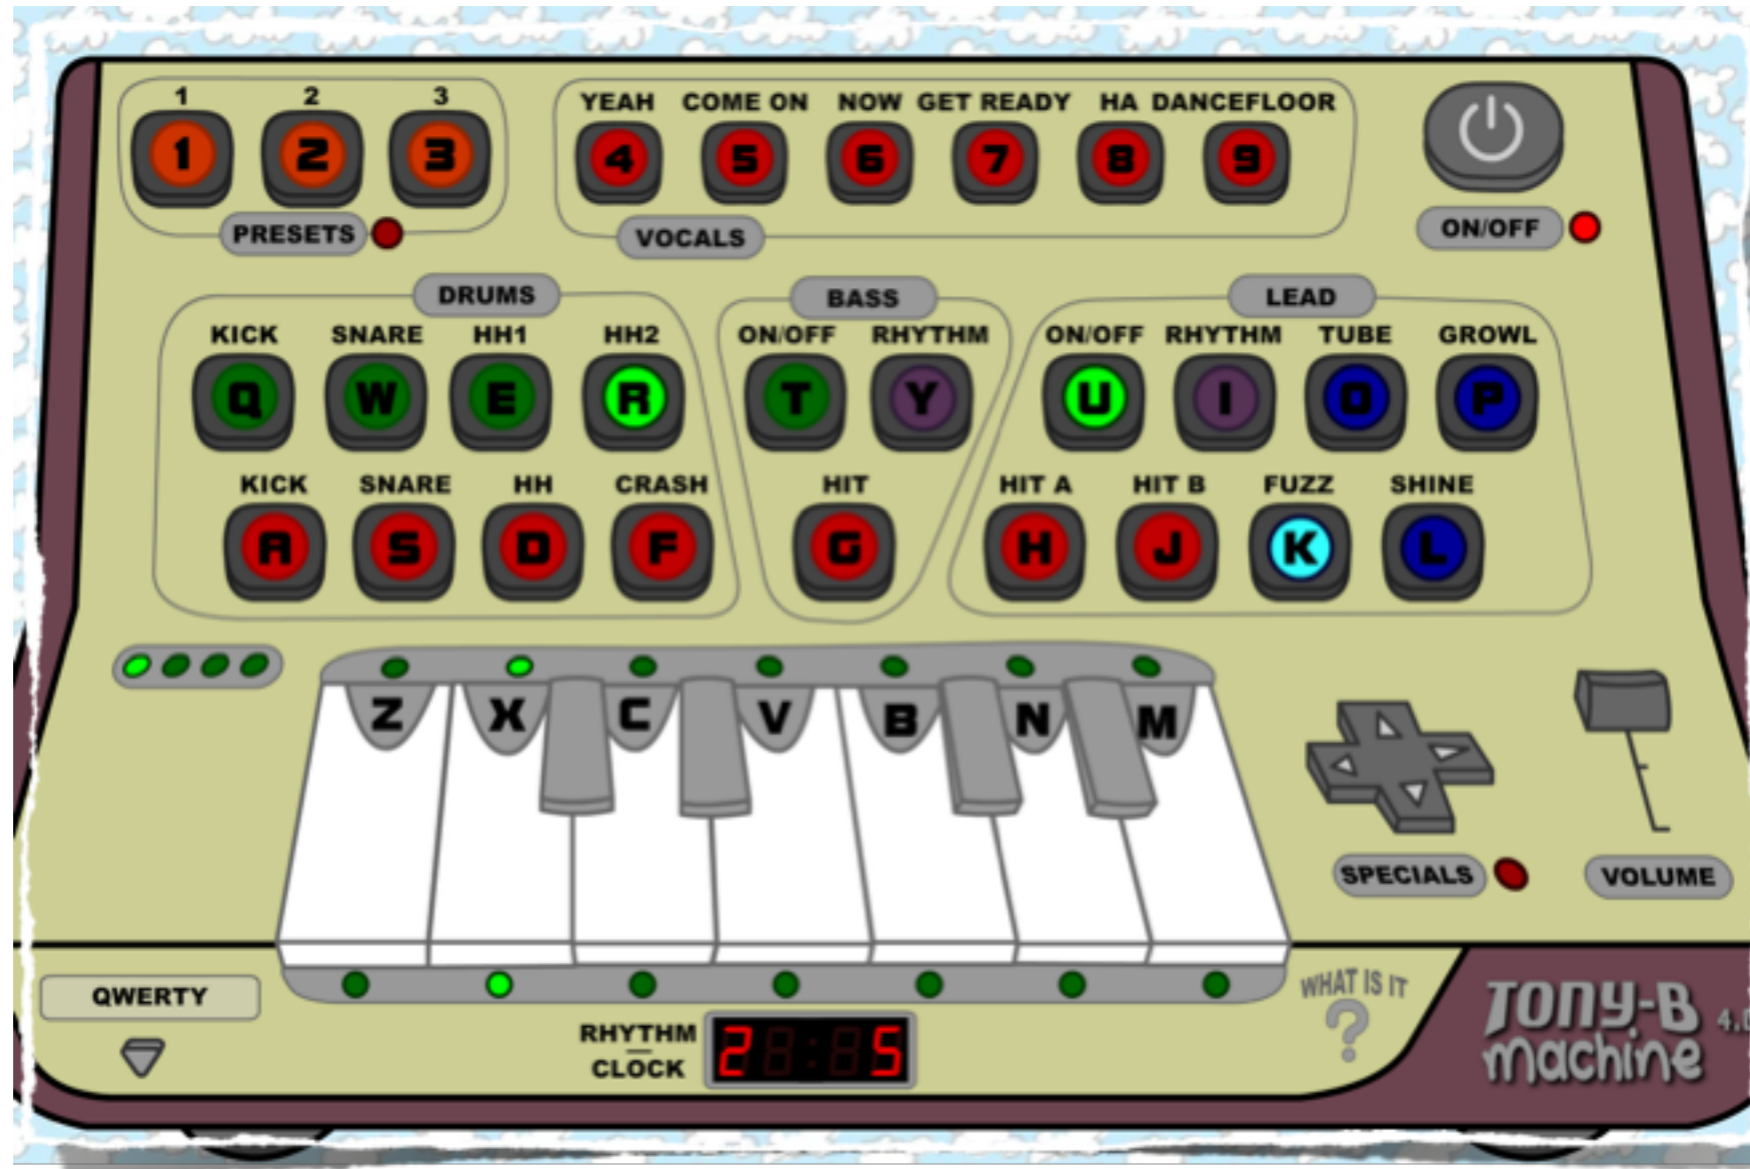 1 2 3
YEAH COME ON NOW GET READY HA DANCEFLOOR
1 2 3
4 5 6 7 8 9
PRESETS
VOCALS
ON/OFF
DRUMS
BASS
LEAD
KICK SNARE HH1 HH2
ON/OFF RHYTHM
ON/OFF RHYTHM TUBE GROWL
Q W E R
T Y
U I O P
KICK SNARE HH CRASH
HIT
HIT A HIT B FUZZ SHINE
A S D F
G
H J K L
Z X C V B N M
SPECIALS
VOLUME
QWERTY
WHAT IS IT
?
RHYTHM
CLOCK
2 5
TONY-B
machine